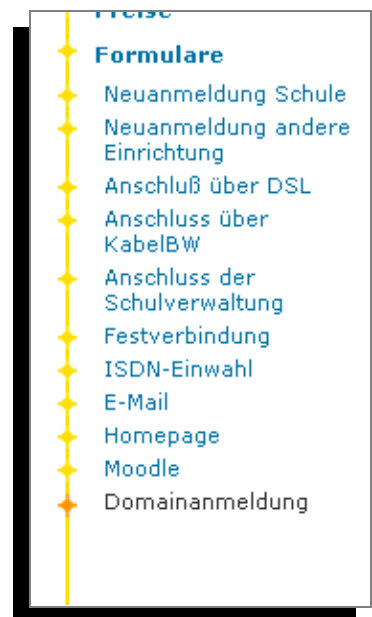 Preise
Formulare
Neuanmeldung Schule
Neuanmeldung andere
Einrichtung
Anschluß über DSL
Anschluss über
KabelBW
Anschluss der
Schulverwaltung
Festverbindung
ISDN-Einwahl
E-Mail
Homepage
Moodle
Domainanmeldung